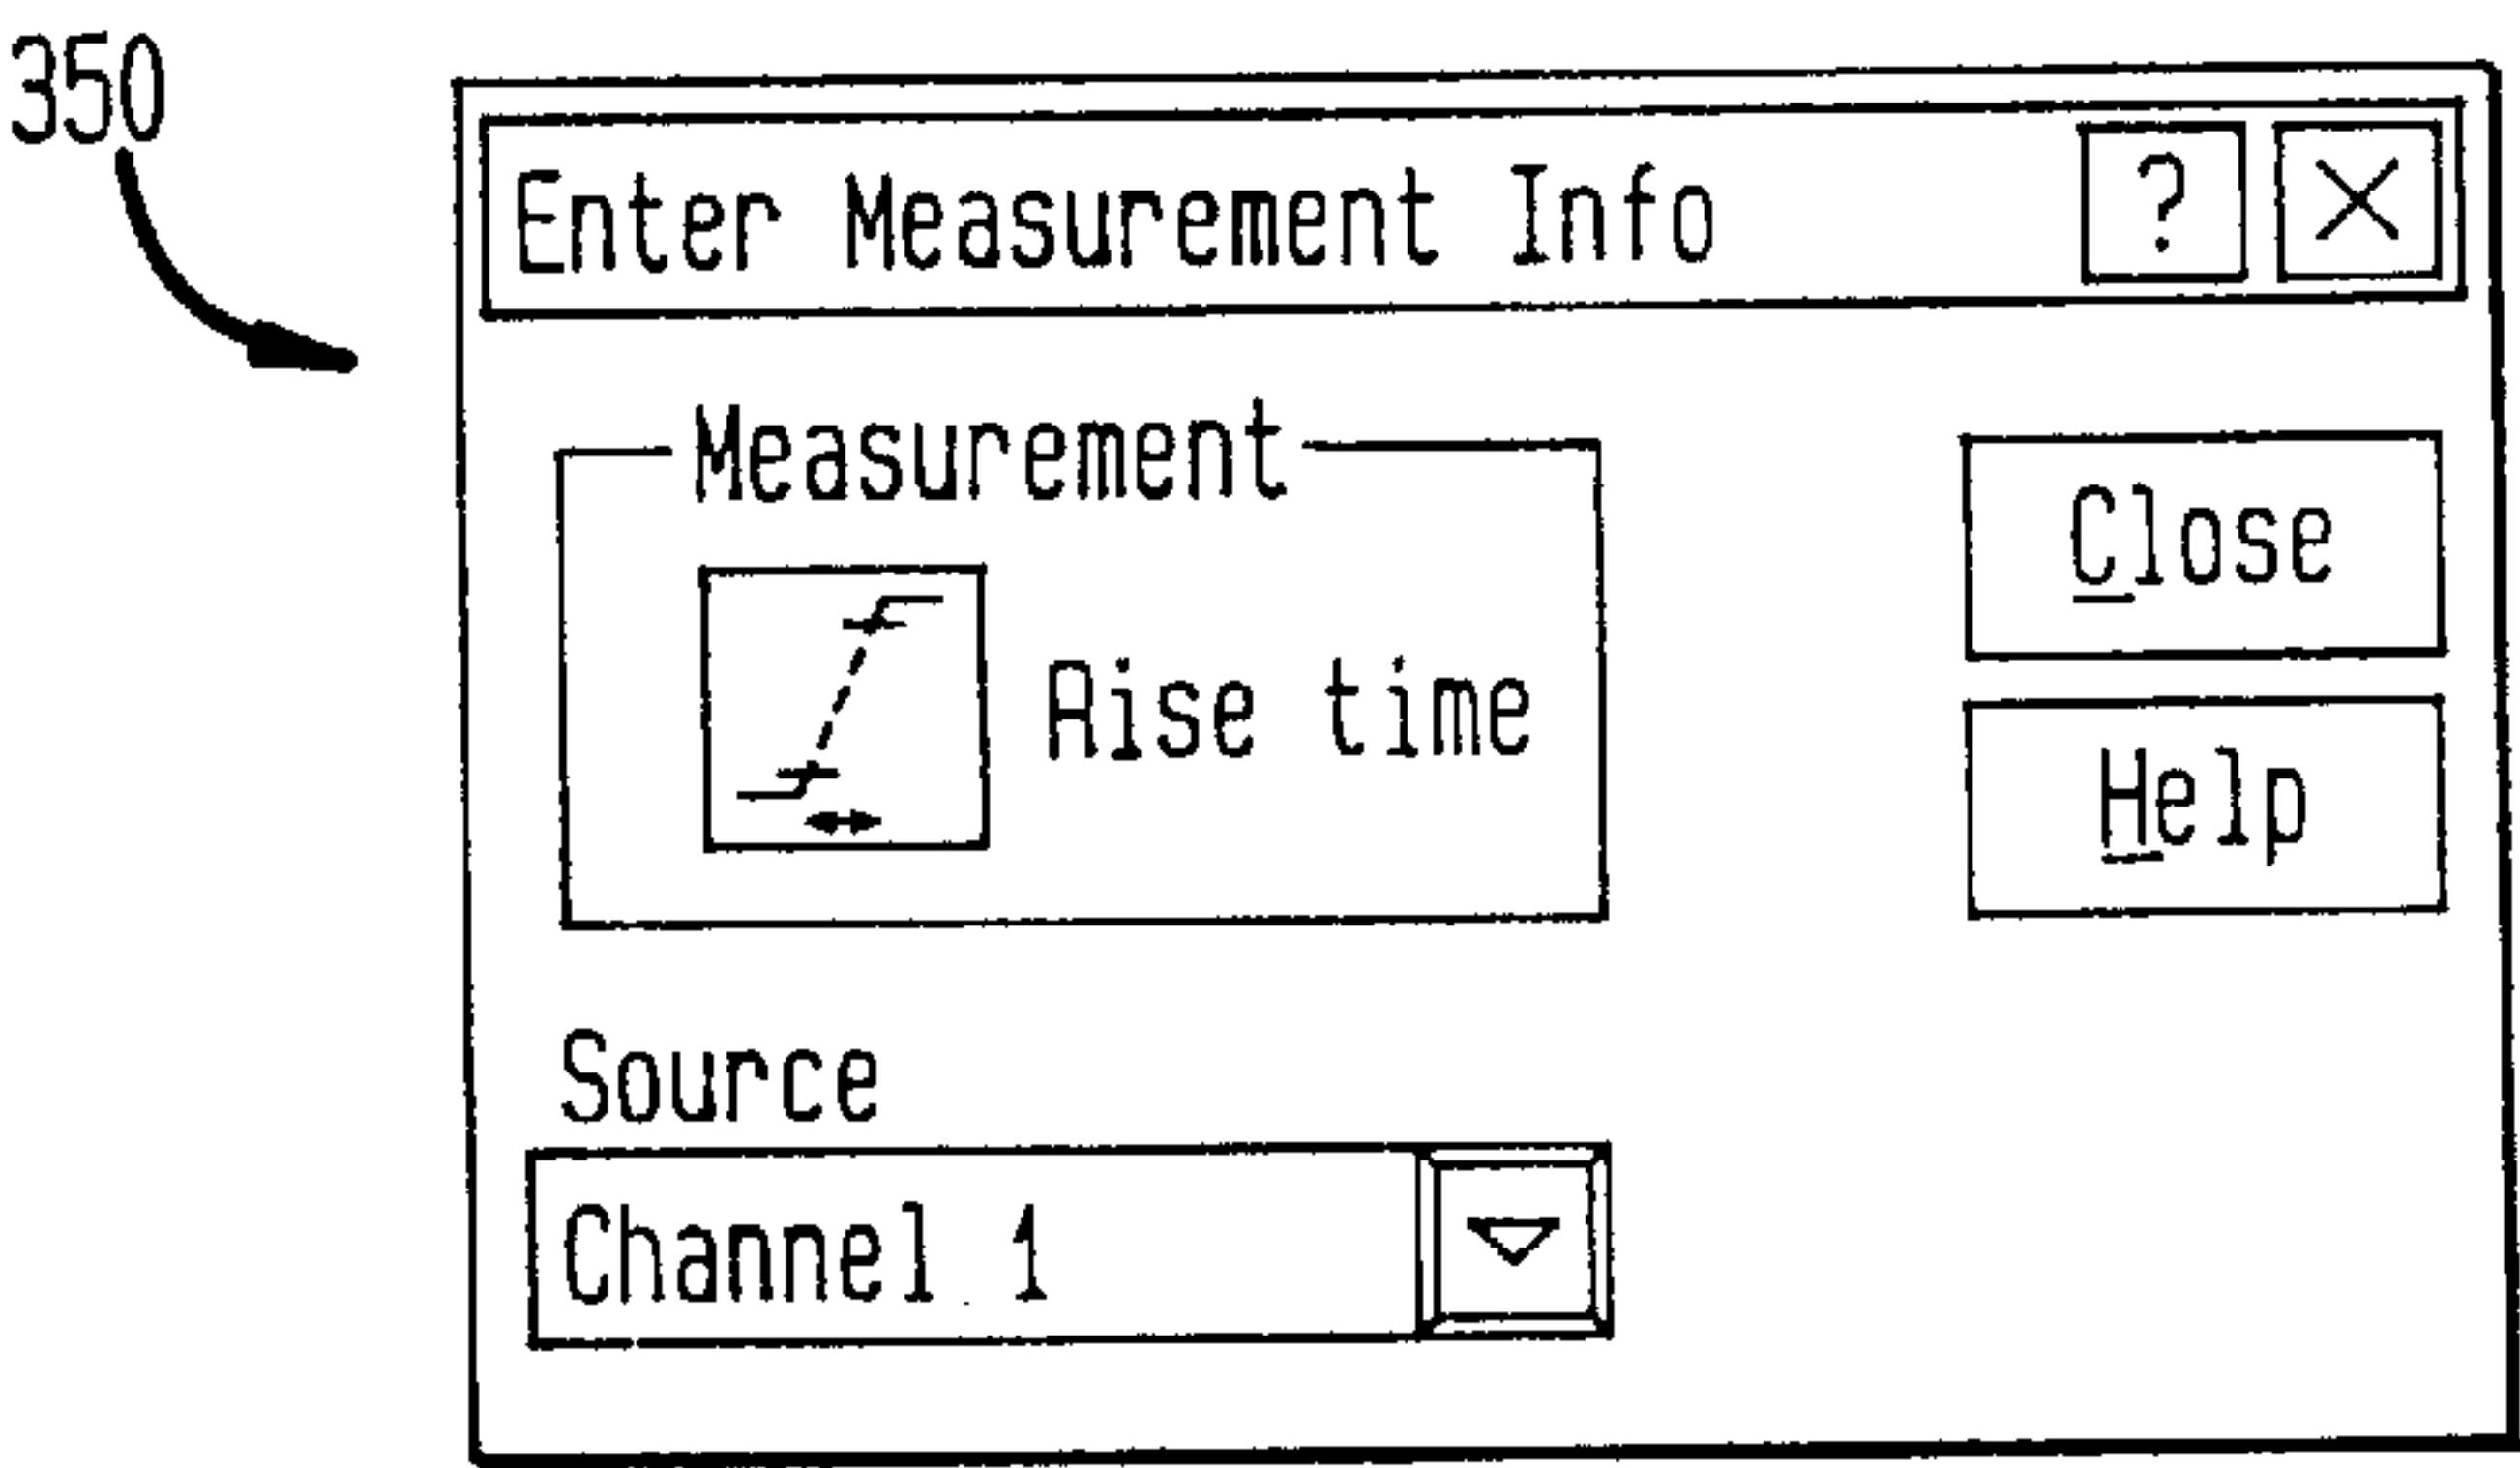 350
Enter Measurement Info ? X
Measurement
Rise time
Close
Help
Source
Channel 1